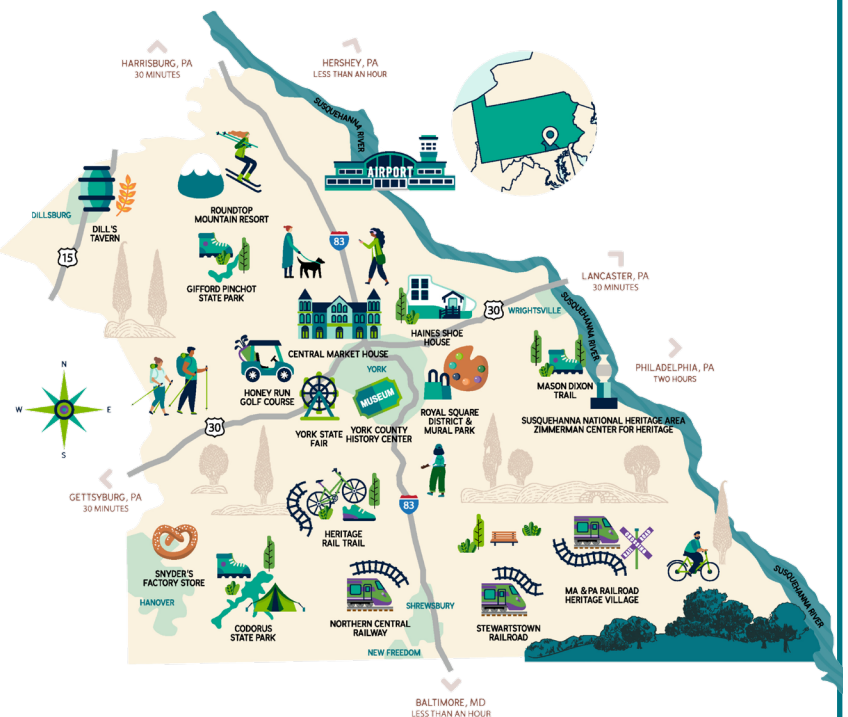 HARRISBURG, PA
30 MINUTES
HERSHEY, PA
LESS THAN AN HOUR
SUSQUEHANNA RIVER
AIRPORT
ROUNDTOP
MOUNTAIN RESORT
DILLSBURG
DILL'S
TAVERN
15
83
GIFFORD PINCHOT
STATE PARK
LANCASTER, PA
30 MINUTES
30
WRIGHTSVILLE
SUSQUEHANNA RIVER
HAINES SHOE
HOUSE
CENTRAL MARKET HOUSE
YORK
PHILADELPHIA, PA
TWO HOURS
MASON DIXON
TRAIL
HONEY RUN
GOLF COURSE
MUSEUM
N
W
E
S
ROYAL SQUARE
DISTRICT &
MURAL PARK
SUSQUEHANNA NATIONAL HERITAGE AREA
ZIMMERMAN CENTER FOR HERITAGE
30
YORK STATE
FAIR
YORK COUNTY
HISTORY CENTER
GETTSYBURG, PA
30 MINUTES
83
HERITAGE
RAIL TRAIL
SNYDER'S
FACTORY STORE
HANOVER
CODORUS
STATE PARK
NORTHERN CENTRAL
RAILWAY
SHREWSBURY
STEWARTSTOWN
RAILROAD
MA & PA RAILROAD
HERITAGE VILLAGE
SUSQUEHANNA RIVER
NEW FREEDOM
BALTIMORE, MD
LESS THAN AN HOUR